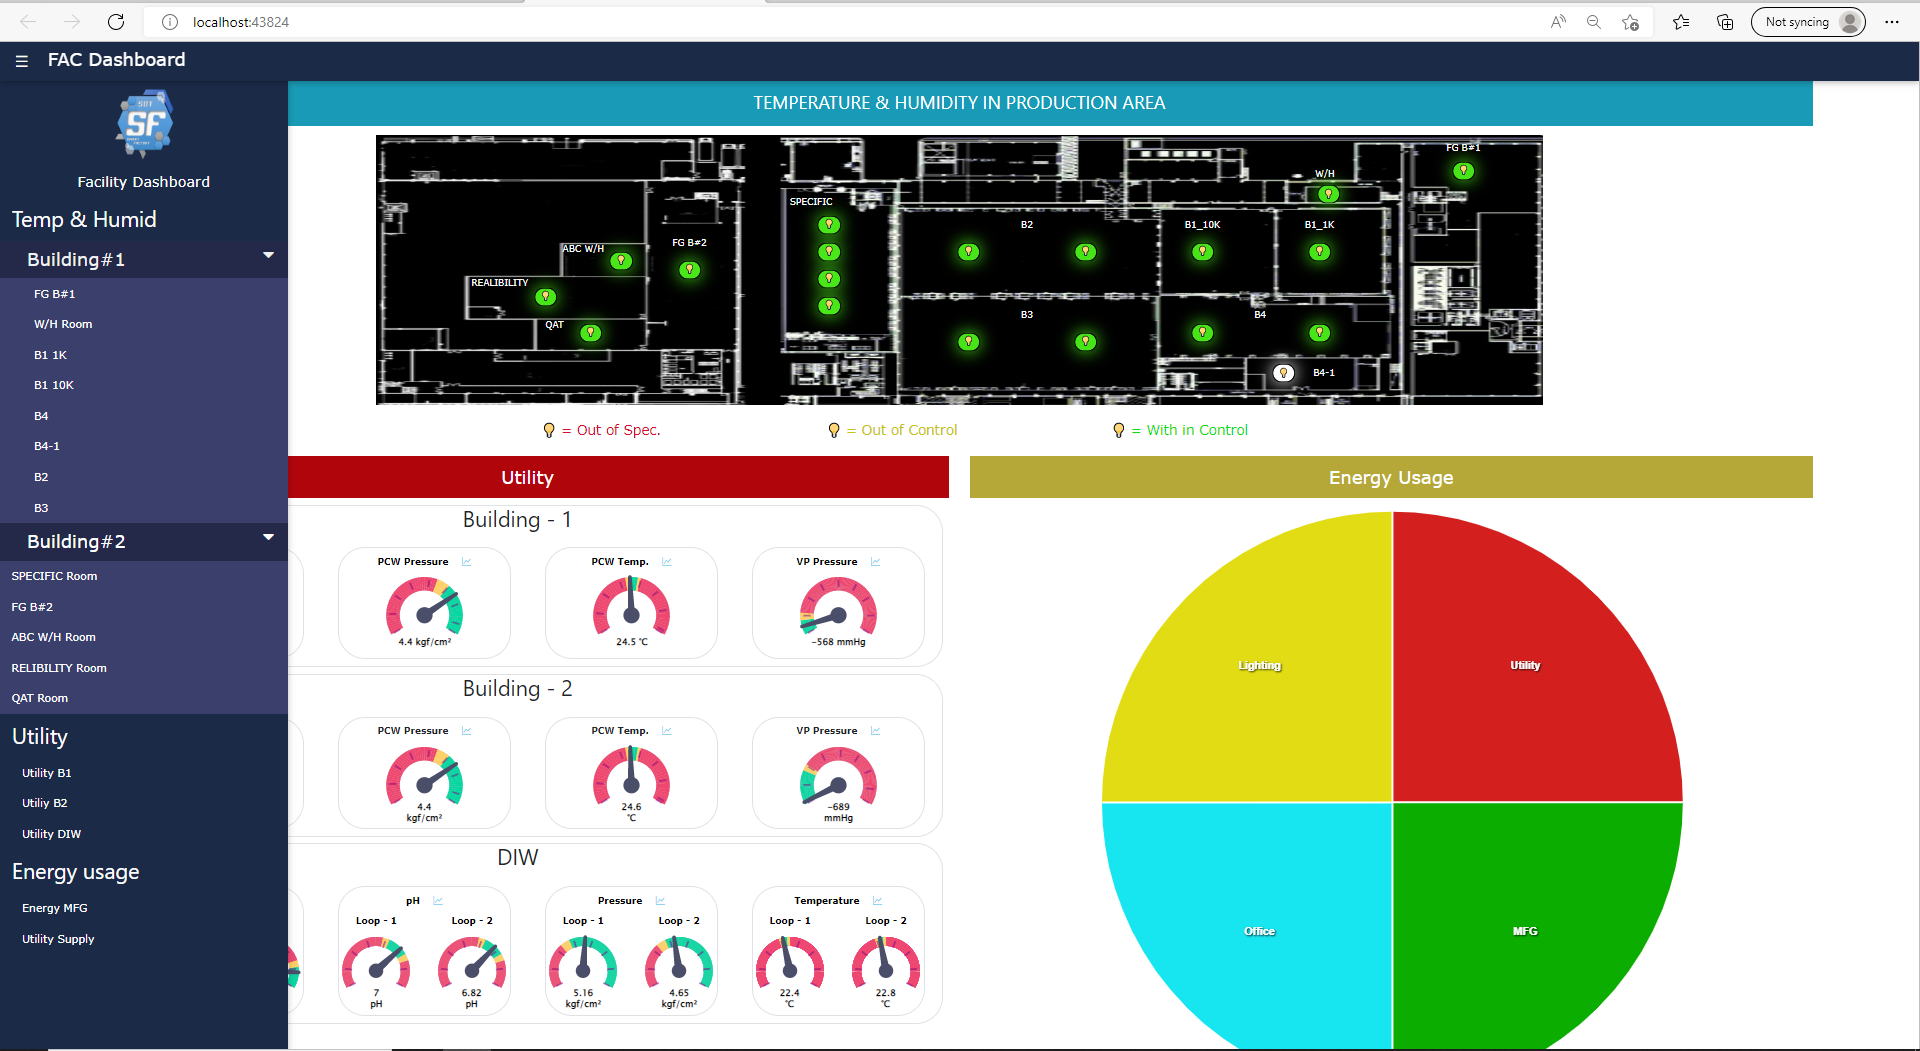 localhost:43824
Not syncing
FAC Dashboard
SF
Facility Dashboard
Temp & Humid
Building#1
FG B#1
W/H Room
B1 1K
B1 10K
B4
B4-1
B2
B3
Building#2
SPECIFIC Room
FG B#2
ABC W/H Room
RELIBILITY Room
QAT Room
Utility
Utility B1
Utiliy B2
Utility DIW
Energy usage
Energy MFG
Utility Supply
TEMPERATURE & HUMIDITY IN PRODUCTION AREA
FG B#1
W/H
SPECIFIC
B2
B1_10K
B1_1K
FG B#2
ABC W/H
REALIBILITY
QAT
B3
B4
B4-1
= Out of Spec.
= Out of Control
= With in Control
Utility
Building - 1
PCW Pressure
PCW Temp.
VP Pressure
4.4 kgf/cm²
24.5 °C
-568 mmHg
Building - 2
PCW Pressure
PCW Temp.
VP Pressure
4.4
kgf/cm²
24.6
°C
-689
mmHg
DIW
pH
Loop - 1
Loop - 2
7
pH
6.82
pH
Pressure
Loop - 1
Loop - 2
5.16
kgf/cm²
4.65
kgf/cm²
Temperature
Loop - 1
Loop - 2
22.4
°C
22.8
°C
Energy Usage
Lighting
Utility
Office
MFG